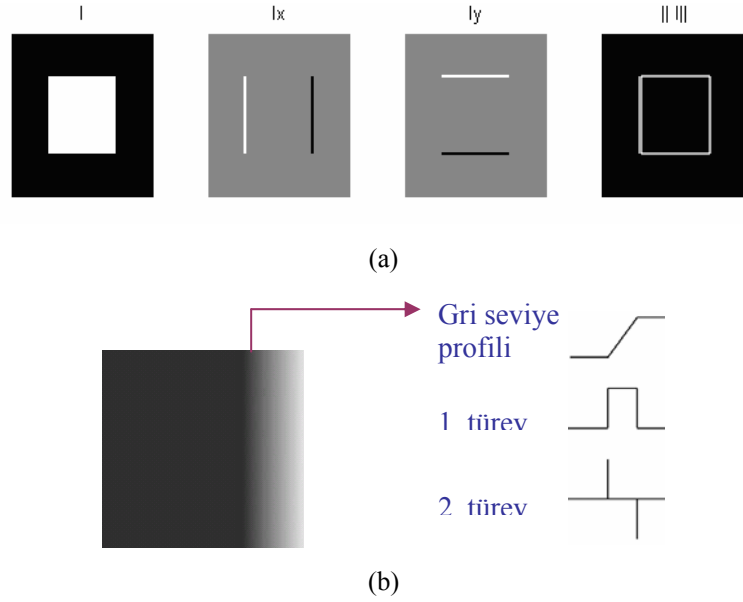 I Ix Iy || I||
(a)
Gri seviye
profili
1 türev
2 türev
(b)